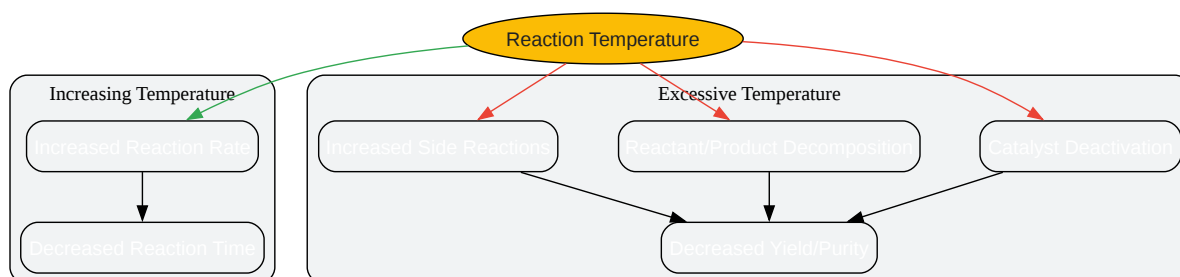 Reaction Temperature
Increasing Temperature
Excessive Temperature
Increased Reaction Rate
Increased Side Reactions
Reactant/Product Decomposition
Catalyst Deactivation
Decreased Reaction Time
Decreased Yield/Purity